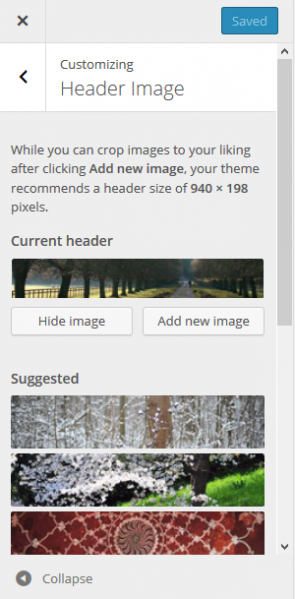 Saved
Customizing
Header Image
While you can crop images to your liking
after clicking Add new image, your theme
recommends a header size of 940 × 198
pixels.
Current header
Hide image
Add new image
Suggested
Collapse